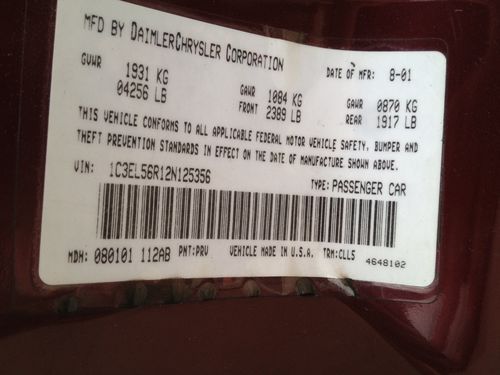 MFD BY DAIMLERCHRYSLER CORPORATION DATE OF MFR: 8-01
GVWR 1931 KG GAWR 1084 KG GAWR 0870 KG
04256 LB FRONT 2389 LB REAR 1917 LB
THIS VEHICLE CONFORMS TO ALL APPLICABLE FEDERAL MOTOR VEHICLE SAFETY, BUMPER AND
THEFT PREVENTION STANDARDS IN EFFECT ON THE DATE OF MANUFACTURE SHOWN ABOVE.
VIN: 1C3EL56R12N125356 TYPE: PASSENGER CAR
MDH: 080101 112AB PNT:PRV VEHICLE MADE IN U.S.A. TRM:CLL5
4648102